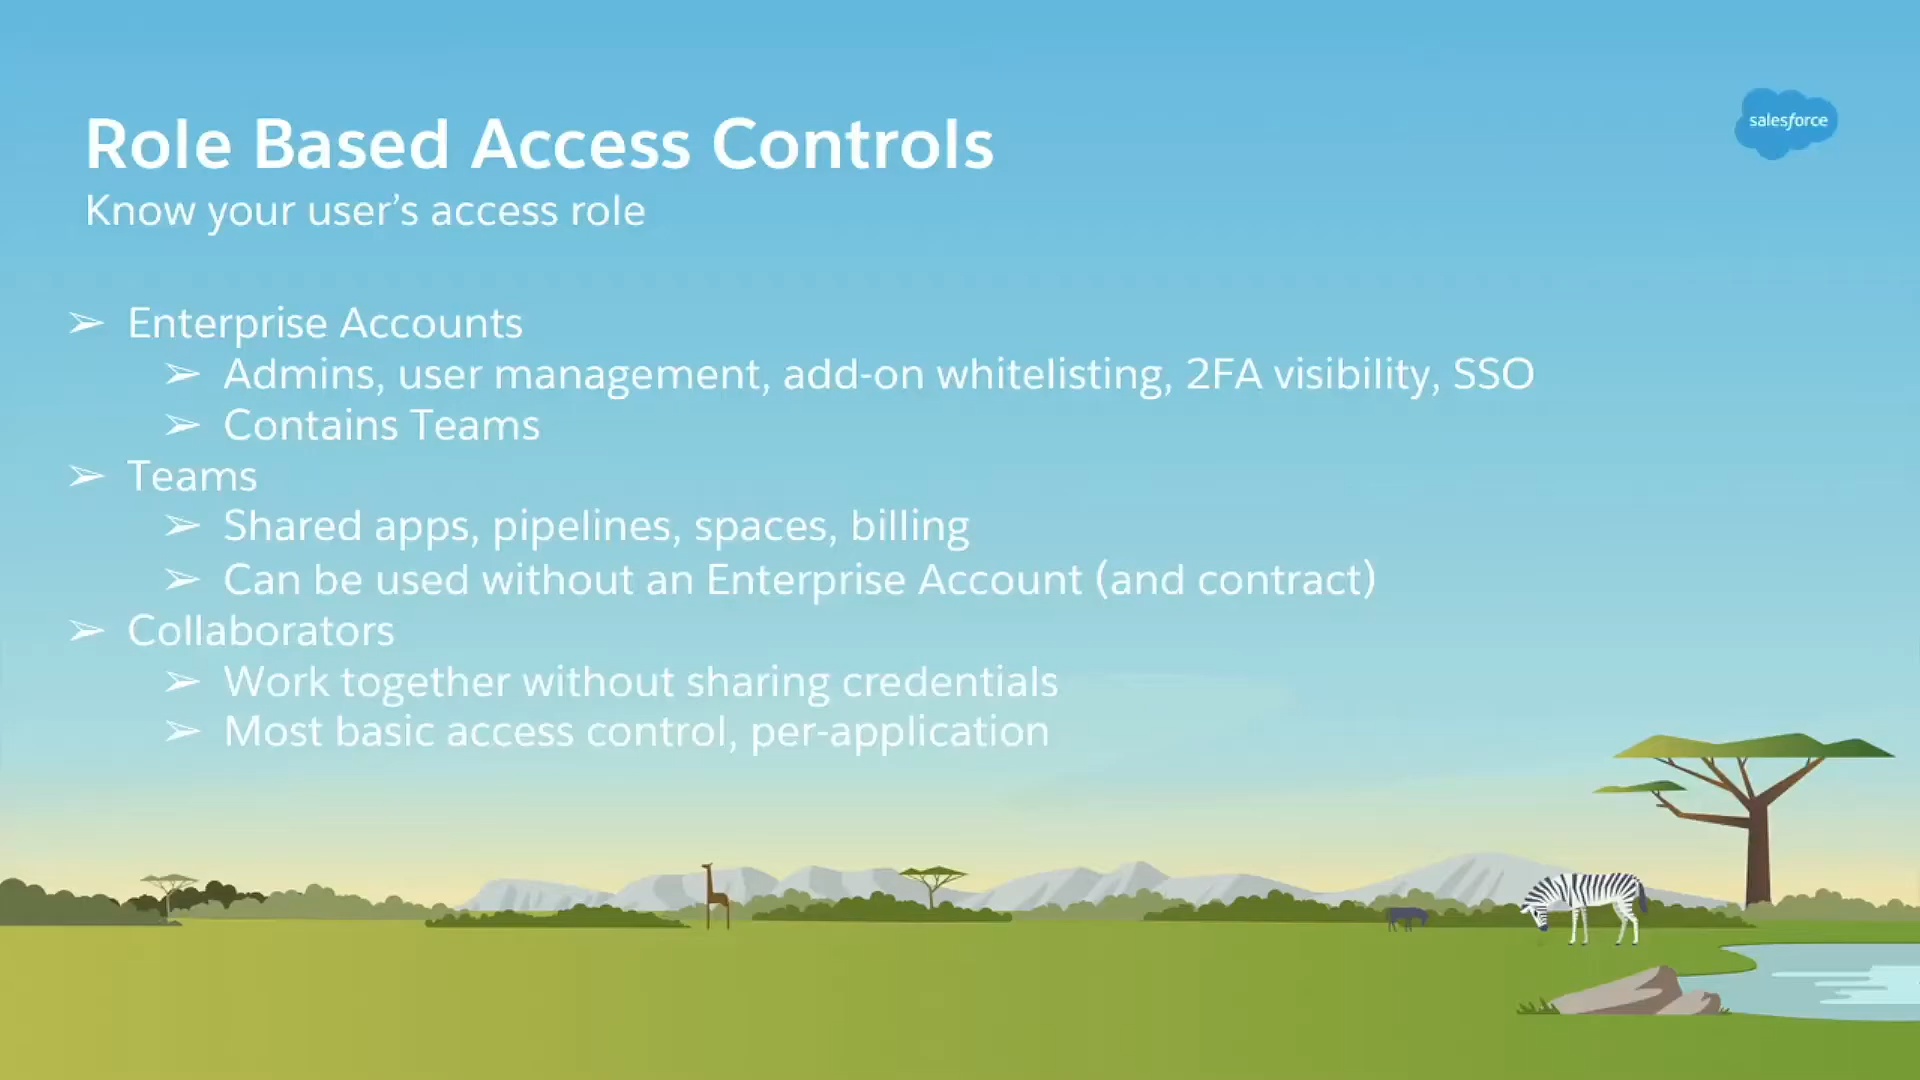 Role Based Access Controls
salesforce
Know your user’s access role
➢ Enterprise Accounts
➢ Admins, user management, add-on whitelisting, 2FA visibility, SSO
➢ Contains Teams
➢ Teams
➢ Shared apps, pipelines, spaces, billing
➢ Can be used without an Enterprise Account (and contract)
➢ Collaborators
➢ Work together without sharing credentials
➢ Most basic access control, per-application